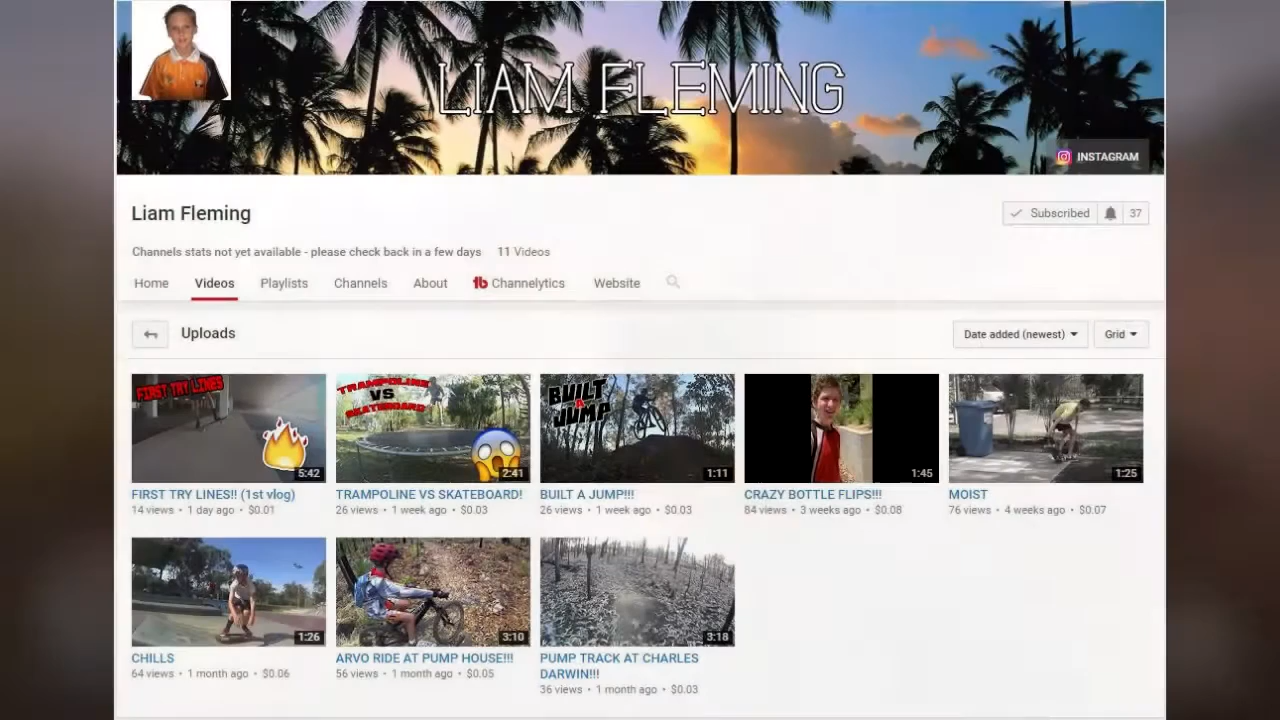 LIAM FLEMING
INSTAGRAM
Liam Fleming
Subscribed 37
Channels stats not yet available - please check back in a few days 11 Videos
Home Videos Playlists Channels About tb Channelytics Website
Uploads
Date added (newest) Grid
FIRST TRY LINES
5:42
TRAMPOLINE
VS
SKATEBOARD
2:41
BUILT
A
JUMP
1:11
1:45
1:25
FIRST TRY LINES!! (1st vlog)
14 views • 1 day ago • $0.01
TRAMPOLINE VS SKATEBOARD!
26 views • 1 week ago • $0.03
BUILT A JUMP!!!
26 views • 1 week ago • $0.03
CRAZY BOTTLE FLIPS!!!
84 views • 3 weeks ago • $0.08
MOIST
76 views • 4 weeks ago • $0.07
1:26
3:10
3:18
CHILLS
64 views • 1 month ago • $0.06
ARVO RIDE AT PUMP HOUSE!!!
56 views • 1 month ago • $0.05
PUMP TRACK AT CHARLES
DARWIN!!!
36 views • 1 month ago • $0.03